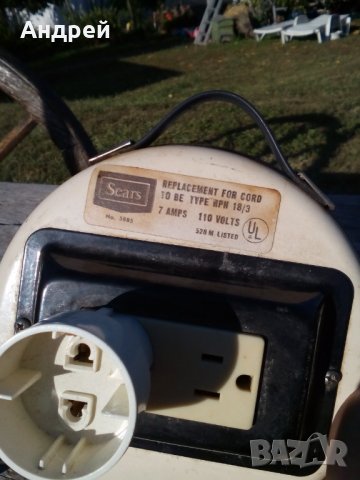 Андрей
Sears
REPLACEMENT FOR CORD
TO BE TYPE HPN 18/3
7 AMPS 110 VOLTS
No. 5885
528 M LISTED
UL
BAZAR